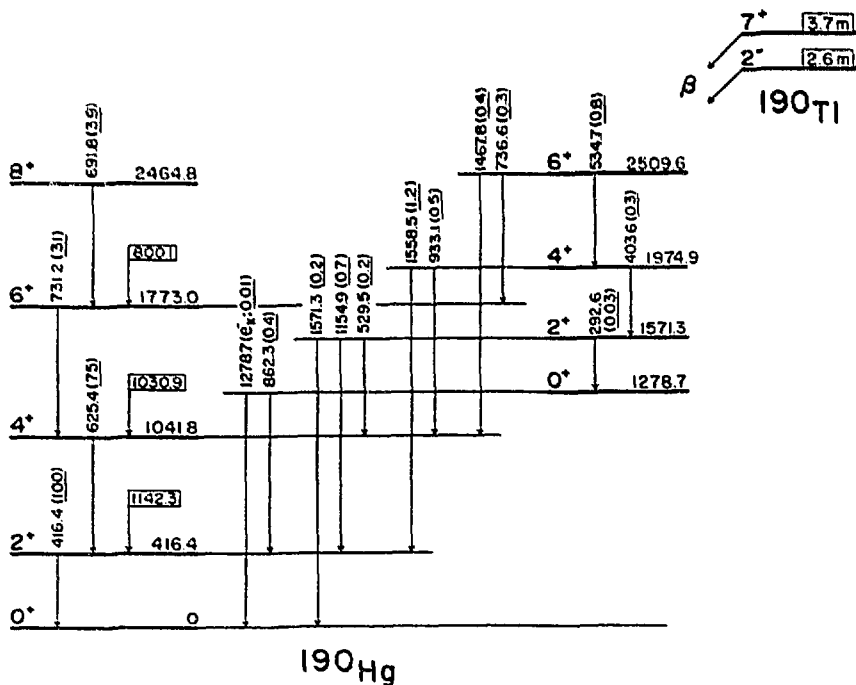 7⁺ 3.7m
2⁻ 2.6m
β
190Tl
8⁺ 691.8(3.9) 2464.8
6⁺ 731.2(31) 800.1 1773.0
4⁺ 625.4(75) 1030.9 1041.8
2⁺ 416.4(100) 1142.3 416.4
0⁺ 0
1278.7(e⁻K:0.01)
862.3(0.4)
1571.3(0.2)
1154.9(0.7)
529.5(0.2)
1558.5(1.2)
933.1(0.5)
1467.8(0.4)
736.6(0.3)
6⁺ 534.7(0.8) 2509.6
4⁺ 403.6(0.3) 1974.9
2⁺ 292.6 (0.03) 1571.3
0⁺ 1278.7
190Hg